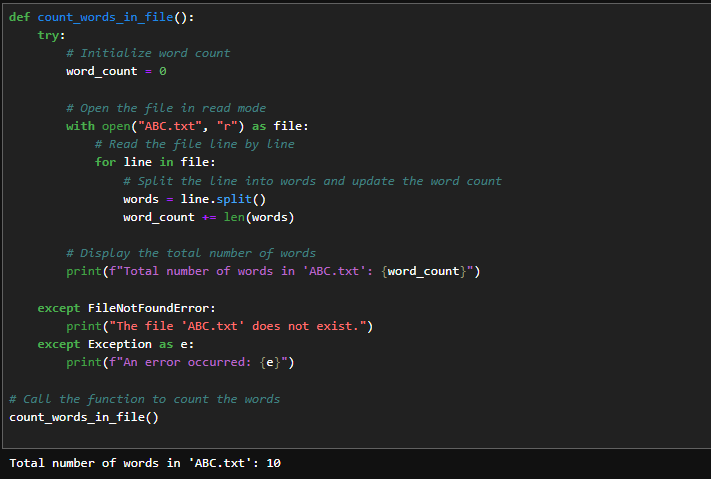 def count_words_in_file():
    try:
        # Initialize word count
        word_count = 0

        # Open the file in read mode
        with open("ABC.txt", "r") as file:
            # Read the file line by line
            for line in file:
                # Split the line into words and update the word count
                words = line.split()
                word_count += len(words)

        # Display the total number of words
        print(f"Total number of words in 'ABC.txt': {word_count}")

    except FileNotFoundError:
        print("The file 'ABC.txt' does not exist.")
    except Exception as e:
        print(f"An error occurred: {e}")

# Call the function to count the words
count_words_in_file()

Total number of words in 'ABC.txt': 10